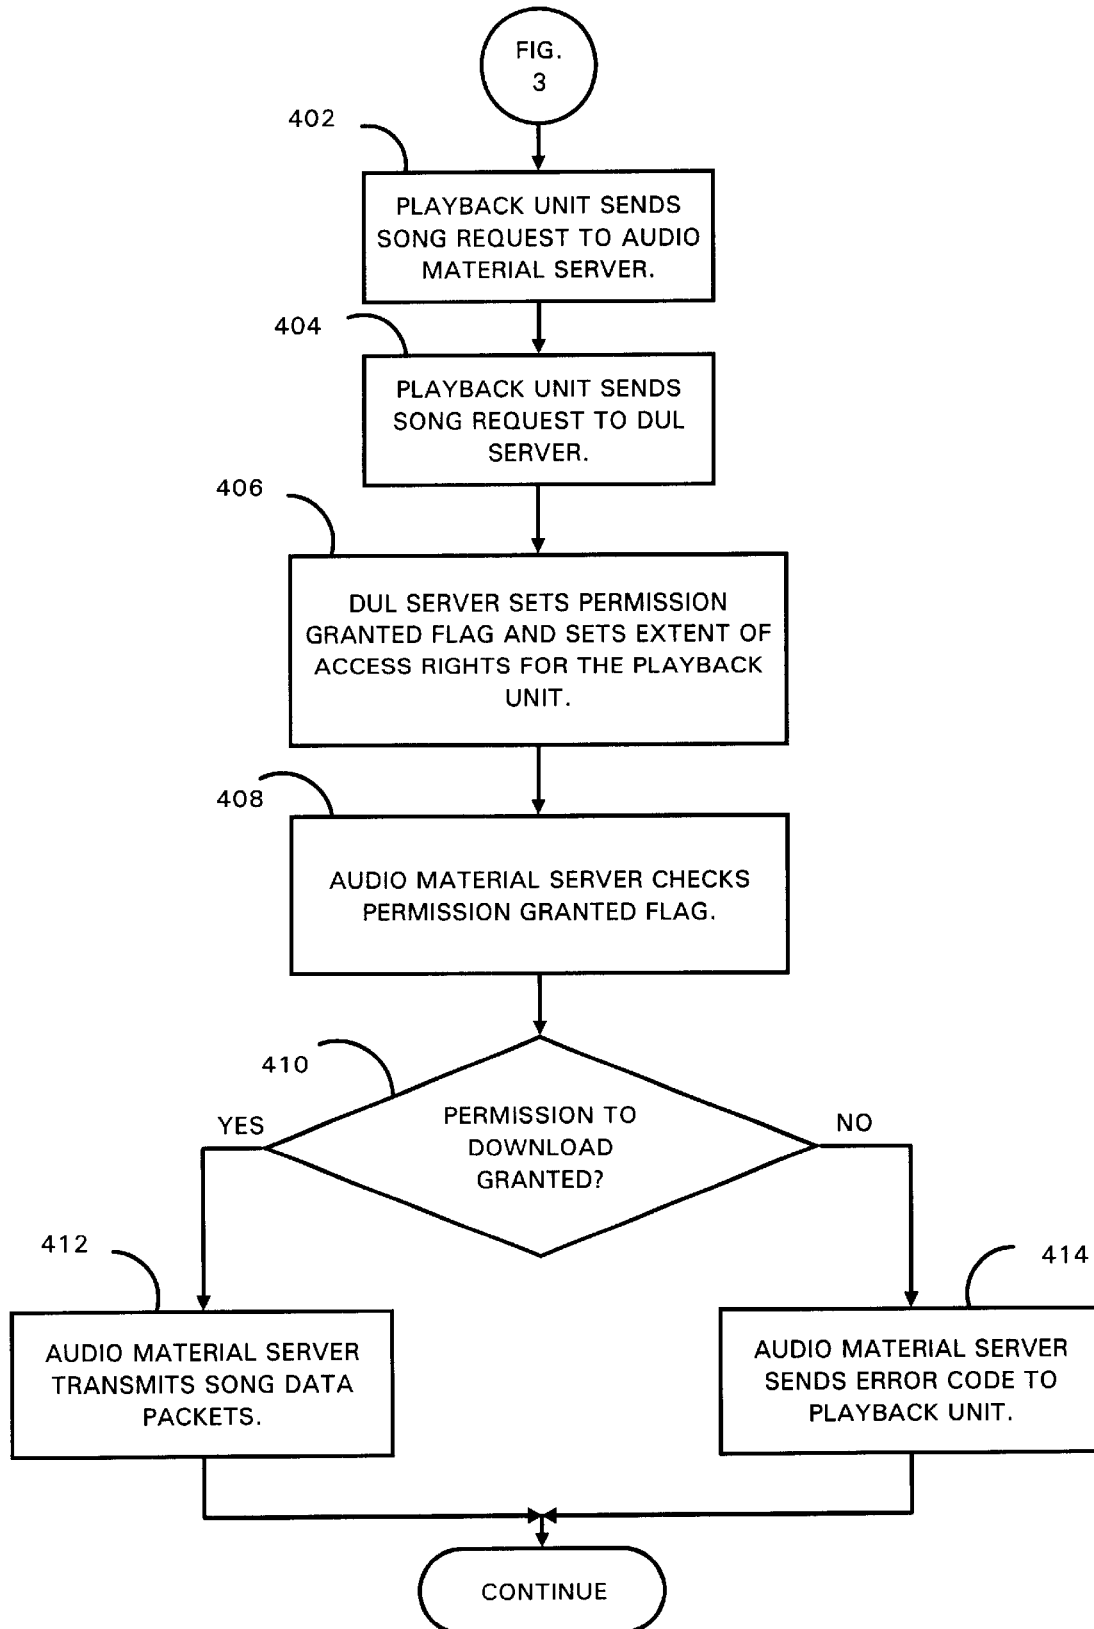 FIG.
3
402
PLAYBACK UNIT SENDS
SONG REQUEST TO AUDIO
MATERIAL SERVER.
404
PLAYBACK UNIT SENDS
SONG REQUEST TO DUL
SERVER.
406
DUL SERVER SETS PERMISSION
GRANTED FLAG AND SETS EXTENT OF
ACCESS RIGHTS FOR THE PLAYBACK
UNIT.
408
AUDIO MATERIAL SERVER CHECKS
PERMISSION GRANTED FLAG.
410
PERMISSION TO
DOWNLOAD
GRANTED?
YES
NO
412
AUDIO MATERIAL SERVER
TRANSMITS SONG DATA
PACKETS.
414
AUDIO MATERIAL SERVER
SENDS ERROR CODE TO
PLAYBACK UNIT.
CONTINUE